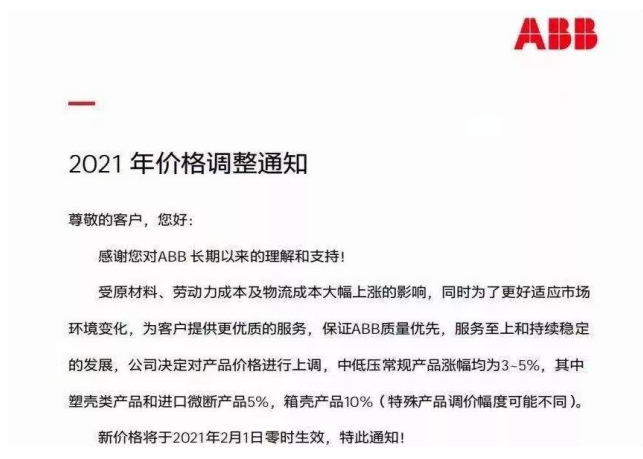 ABB
2021 年价格调整通知
尊敬的客户，您好：
感谢您对ABB 长期以来的理解和支持！
受原材料、劳动力成本及物流成本大幅上涨的影响，同时为了更好适应市场
环境变化，为客户提供更优质的服务，保证ABB质量优先，服务至上和持续稳定
的发展，公司决定对产品价格进行上调，中低压常规产品涨幅均为3-5%，其中
塑壳类产品和进口微断产品5%，箱壳产品10%（特殊产品调价幅度可能不同）。
新价格将于2021年2月1日零时生效，特此通知！